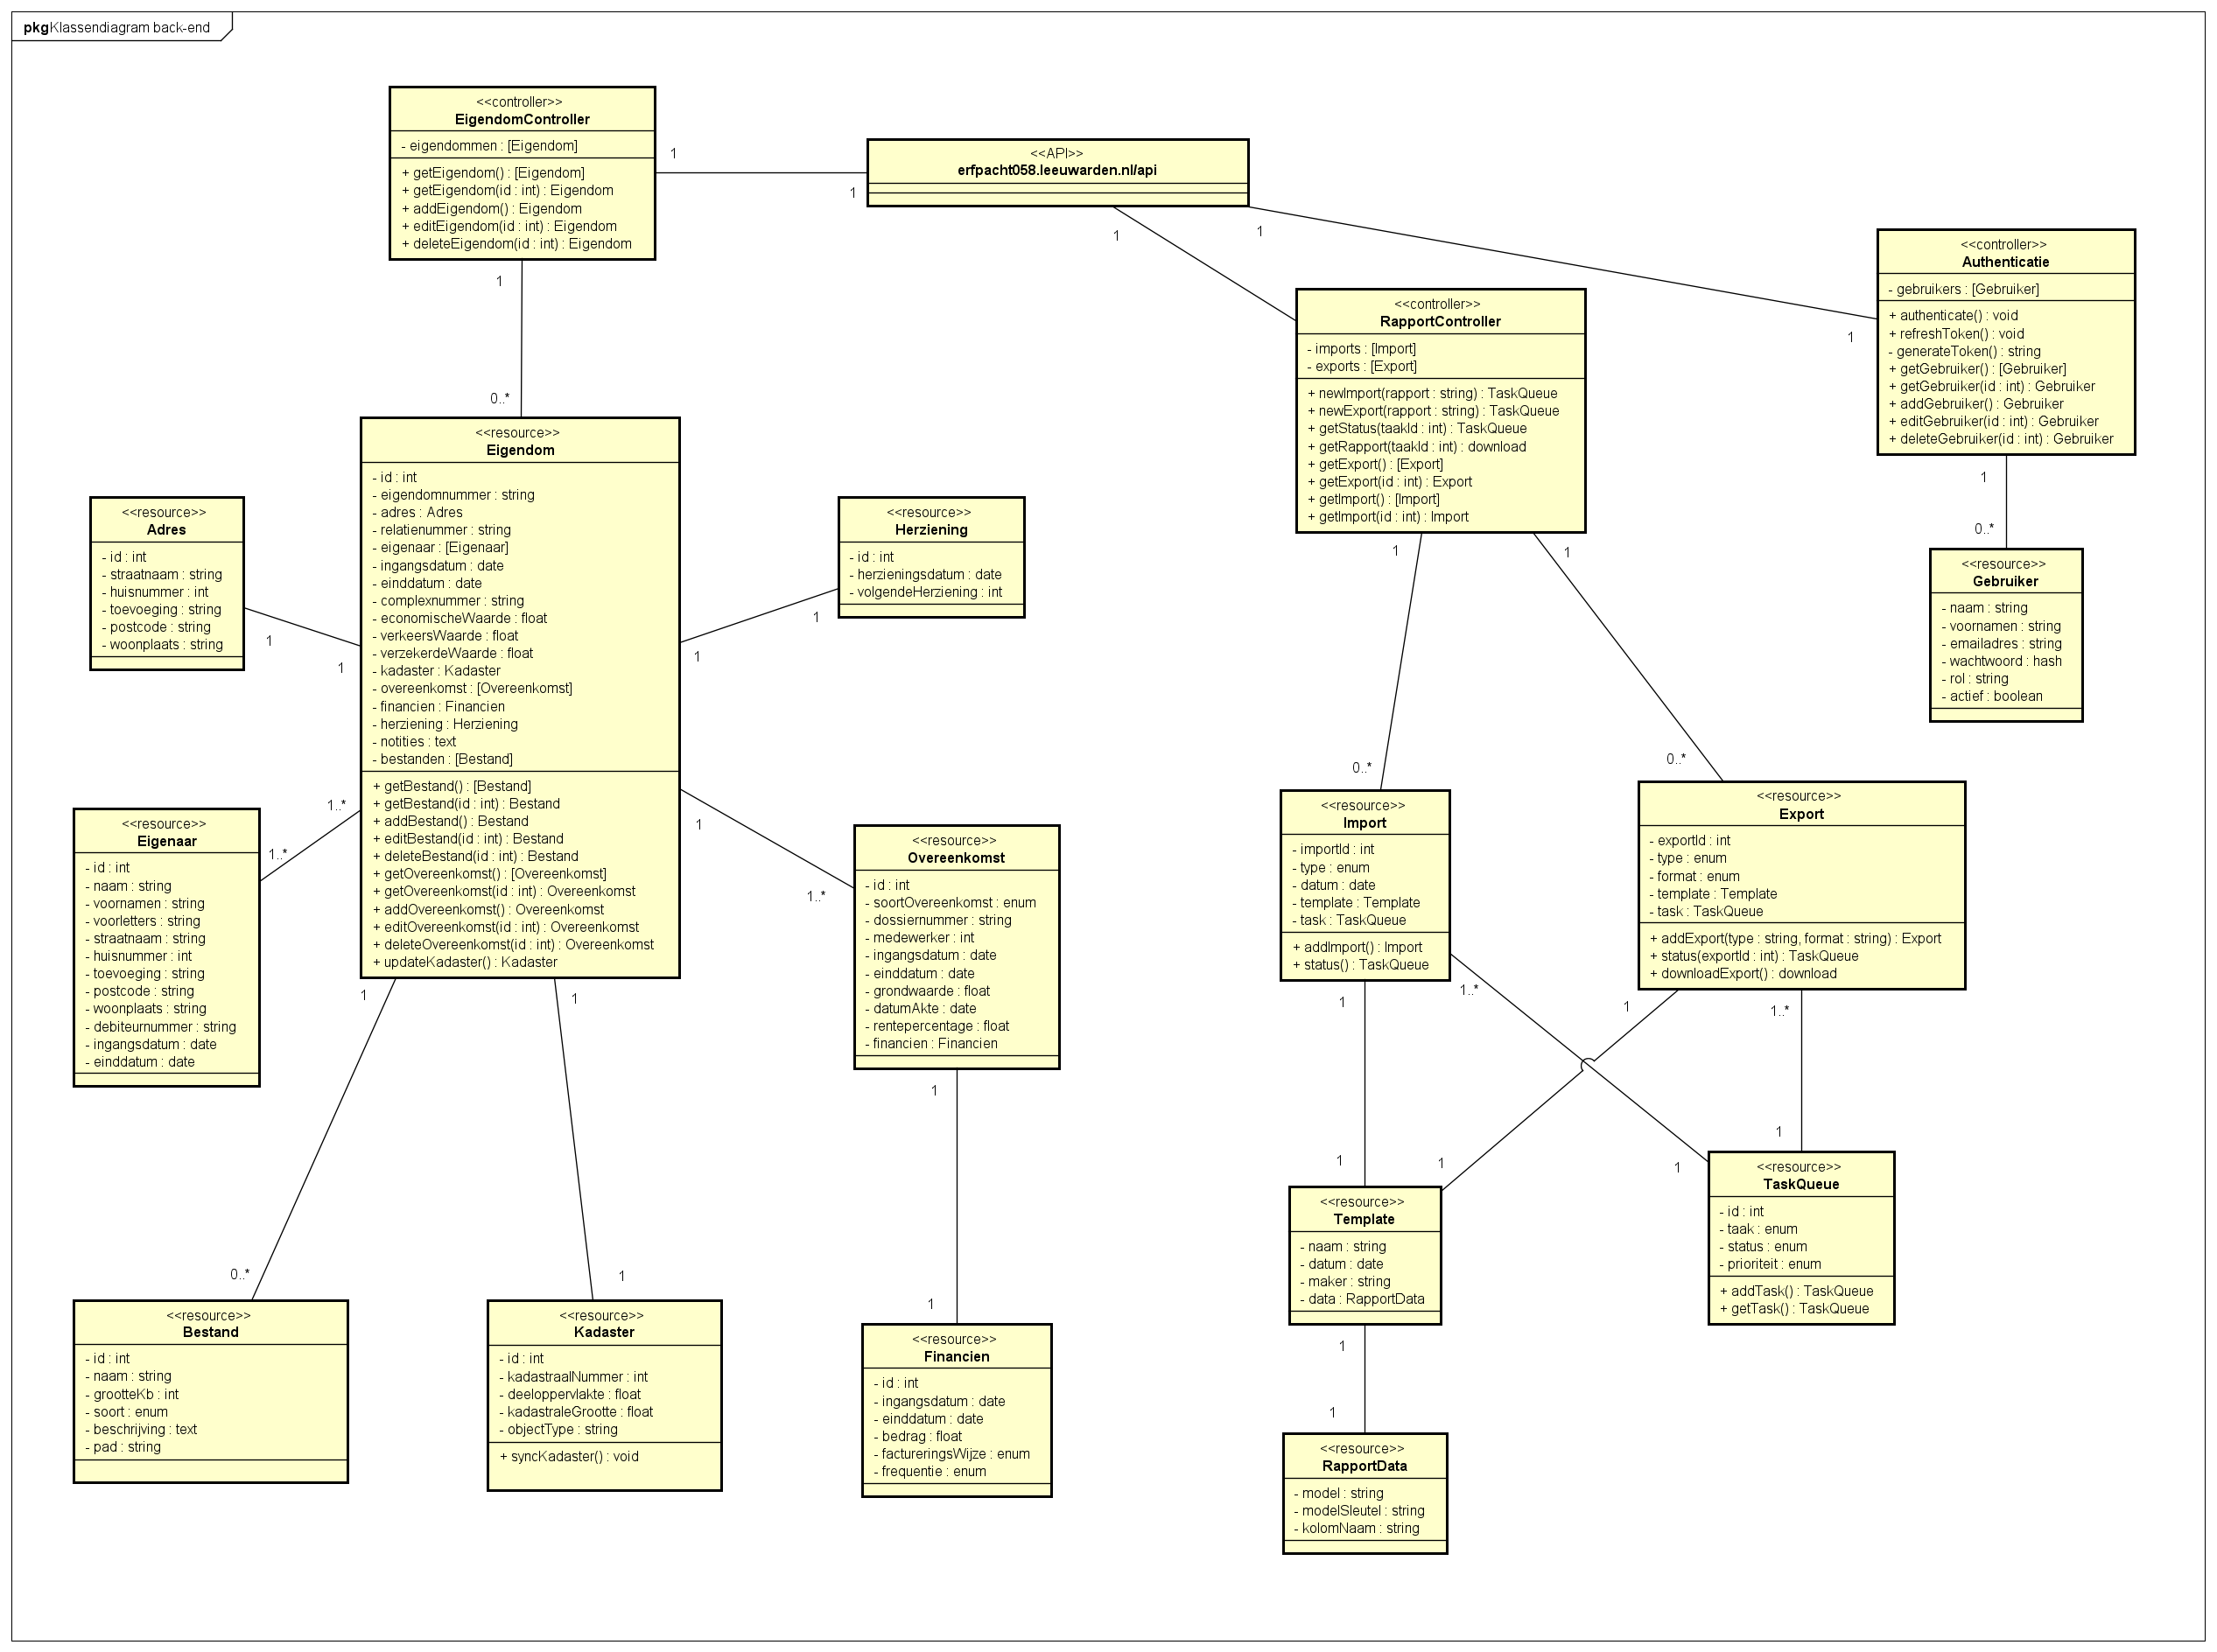 pkg Klassendiagram back-end
<<controller>>
EigendomController
- eigendommen : [Eigendom]
+ getEigendom() : [Eigendom]
+ getEigendom(id : int) : Eigendom
+ addEigendom() : Eigendom
+ editEigendom(id : int) : Eigendom
+ deleteEigendom(id : int) : Eigendom
1
1
<<API>>
erfpacht058.leeuwarden.nl/api
1
1
1
<<controller>>
Authenticatie
- gebruikers : [Gebruiker]
+ authenticate() : void
+ refreshToken() : void
- generateToken() : string
+ getGebruiker() : [Gebruiker]
+ getGebruiker(id : int) : Gebruiker
+ addGebruiker() : Gebruiker
+ editGebruiker(id : int) : Gebruiker
+ deleteGebruiker(id : int) : Gebruiker
1
0..*
<<resource>>
Gebruiker
- naam : string
- voornamen : string
- emailadres : string
- wachtwoord : hash
- rol : string
- actief : boolean
<<controller>>
RapportController
- imports : [Import]
- exports : [Export]
+ newImport(rapport : string) : TaskQueue
+ newExport(rapport : string) : TaskQueue
+ getStatus(taakId : int) : TaskQueue
+ getRapport(taakId : int) : download
+ getExport() : [Export]
+ getExport(id : int) : Export
+ getImport() : [Import]
+ getImport(id : int) : Import
1
1
0..*
0..*
1
0..*
<<resource>>
Eigendom
- id : int
- eigendomnummer : string
- adres : Adres
- relatienummer : string
- eigenaar : [Eigenaar]
- ingangsdatum : date
- einddatum : date
- complexnummer : string
- economischeWaarde : float
- verkeersWaarde : float
- verzekerdeWaarde : float
- kadaster : Kadaster
- overeenkomst : [Overeenkomst]
- financien : Financien
- herziening : Herziening
- notities : text
- bestanden : [Bestand]
+ getBestand() : [Bestand]
+ getBestand(id : int) : Bestand
+ addBestand() : Bestand
+ editBestand(id : int) : Bestand
+ deleteBestand(id : int) : Bestand
+ getOvereenkomst() : [Overeenkomst]
+ getOvereenkomst(id : int) : Overeenkomst
+ addOvereenkomst() : Overeenkomst
+ editOvereenkomst(id : int) : Overeenkomst
+ deleteOvereenkomst(id : int) : Overeenkomst
+ updateKadaster() : Kadaster
<<resource>>
Adres
- id : int
- straatnaam : string
- huisnummer : int
- toevoeging : string
- postcode : string
- woonplaats : string
1
1
<<resource>>
Herziening
- id : int
- herzieningsdatum : date
- volgendeHerziening : int
1
1
<<resource>>
Eigenaar
- id : int
- naam : string
- voornamen : string
- voorletters : string
- straatnaam : string
- huisnummer : int
- toevoeging : string
- postcode : string
- woonplaats : string
- debiteurnummer : string
- ingangsdatum : date
- einddatum : date
1..*
1..*
1
1..*
<<resource>>
Overeenkomst
- id : int
- soortOvereenkomst : enum
- dossiernummer : string
- medewerker : int
- ingangsdatum : date
- einddatum : date
- grondwaarde : float
- datumAkte : date
- rentepercentage : float
- financien : Financien
1
1
<<resource>>
Financien
- id : int
- ingangsdatum : date
- einddatum : date
- bedrag : float
- factureringsWijze : enum
- frequentie : enum
1
0..*
<<resource>>
Bestand
- id : int
- naam : string
- grootteKb : int
- soort : enum
- beschrijving : text
- pad : string
1
1
<<resource>>
Kadaster
- id : int
- kadastraalNummer : int
- deeloppervlakte : float
- kadastraleGrootte : float
- objectType : string
+ syncKadaster() : void
<<resource>>
Import
- importId : int
- type : enum
- datum : date
- template : Template
- task : TaskQueue
+ addImport() : Import
+ status() : TaskQueue
<<resource>>
Export
- exportId : int
- type : enum
- format : enum
- template : Template
- task : TaskQueue
+ addExport(type : string, format : string) : Export
+ status(exportId : int) : TaskQueue
+ downloadExport() : download
1
1..*
1
1..*
1
1
1
1
<<resource>>
Template
- naam : string
- datum : date
- maker : string
- data : RapportData
<<resource>>
TaskQueue
- id : int
- taak : enum
- status : enum
- prioriteit : enum
+ addTask() : TaskQueue
+ getTask() : TaskQueue
1
1
<<resource>>
RapportData
- model : string
- modelSleutel : string
- kolomNaam : string